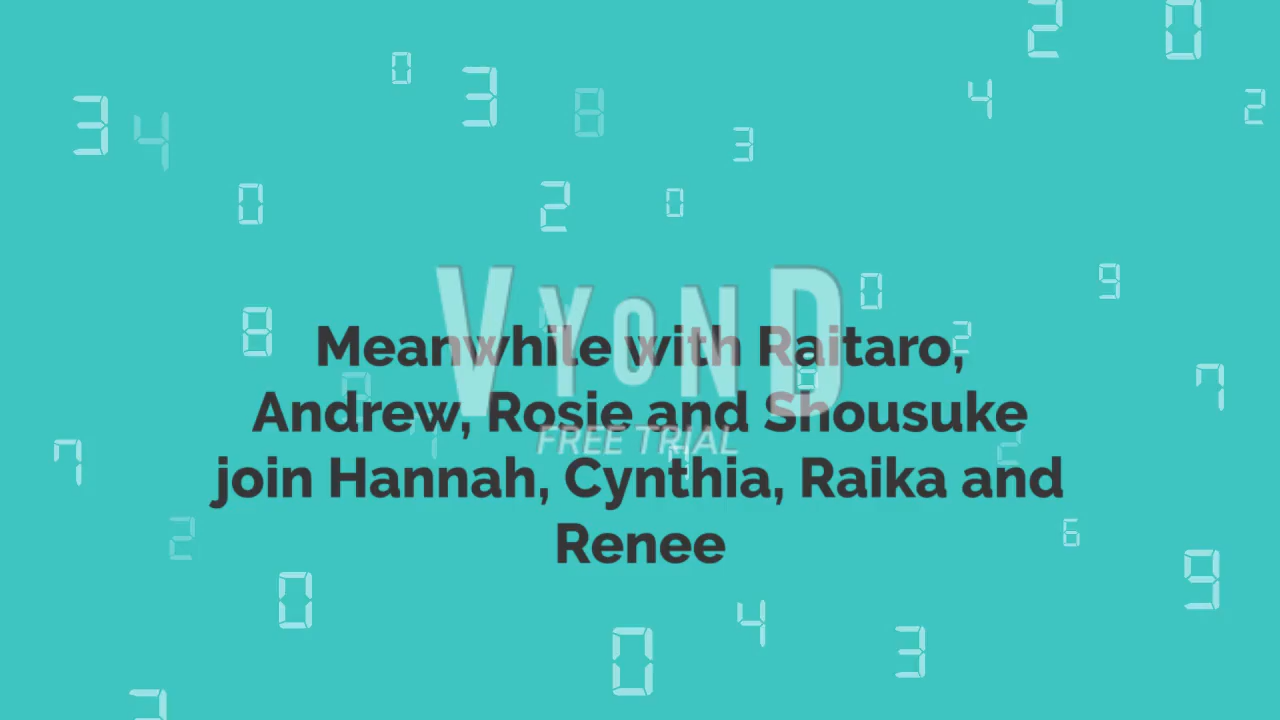 VYOND
FREE TRIAL
Meanwhile with Raitaro,
Andrew, Rosie and Shousuke
join Hannah, Cynthia, Raika and
Renee